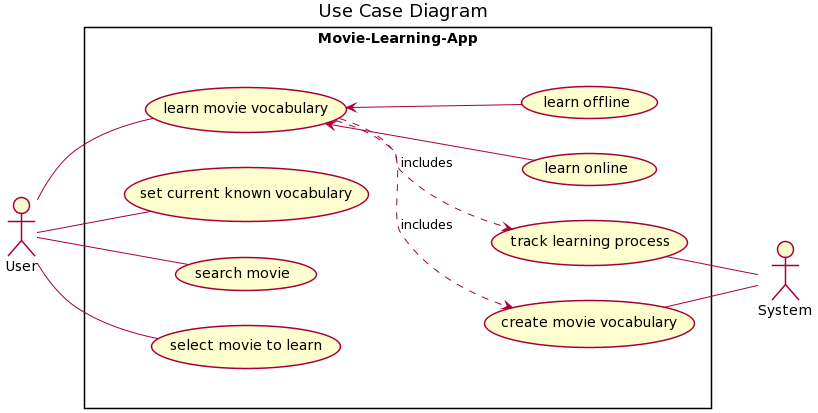 Use Case Diagram
Movie-Learning-App
learn movie vocabulary
learn offline
includes
learn online
set current known vocabulary
includes
track learning process
User
search movie
System
select movie to learn
create movie vocabulary